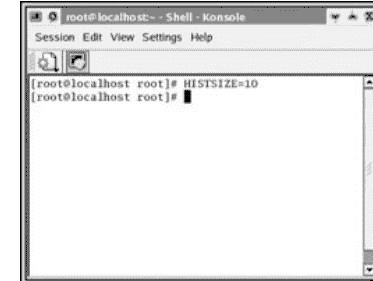 root@localhost:~ - Shell - Konsole
Session Edit View Settings Help
[root@localhost root]# HISTSIZE=10
[root@localhost root]#